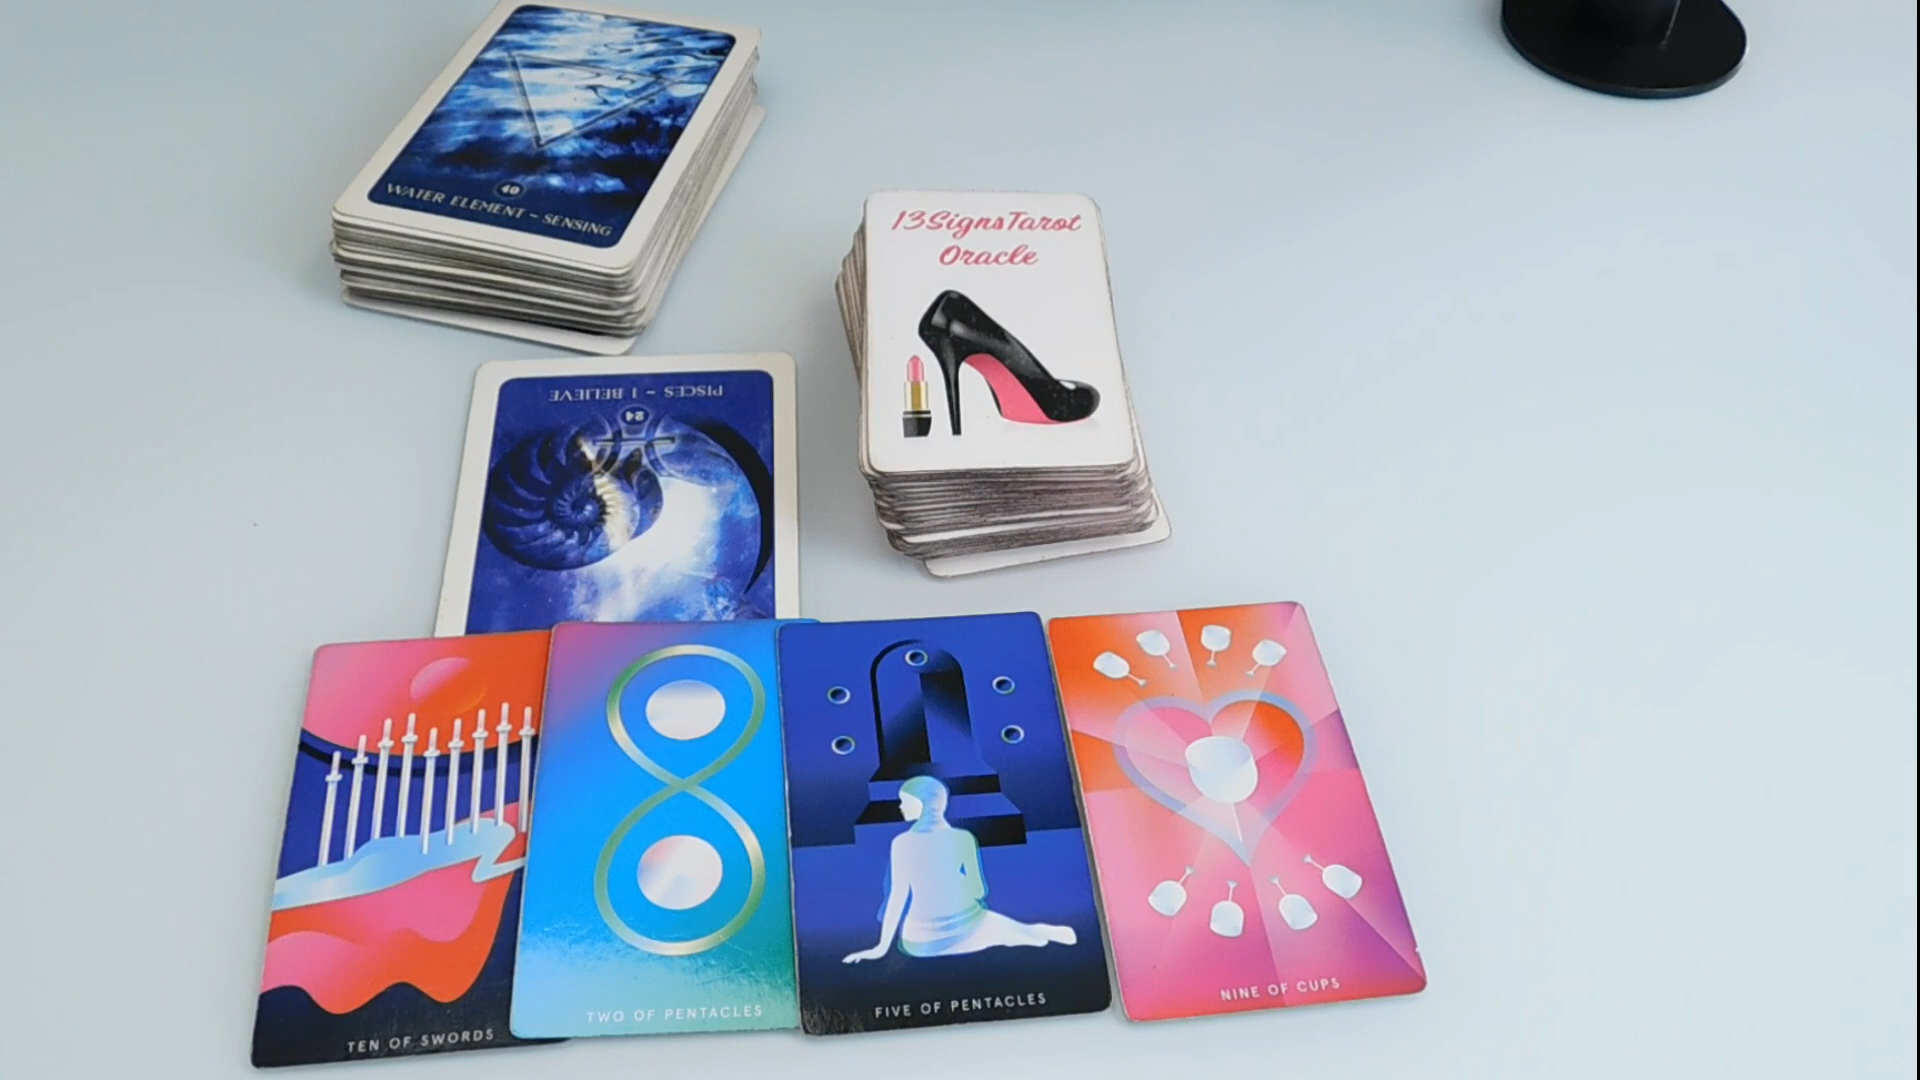 40
WATER ELEMENT ~ SENSING
13SignsTarot
Oracle
PISCES ~ I BELIEVE
24
TEN OF SWORDS
TWO OF PENTACLES
FIVE OF PENTACLES
NINE OF CUPS